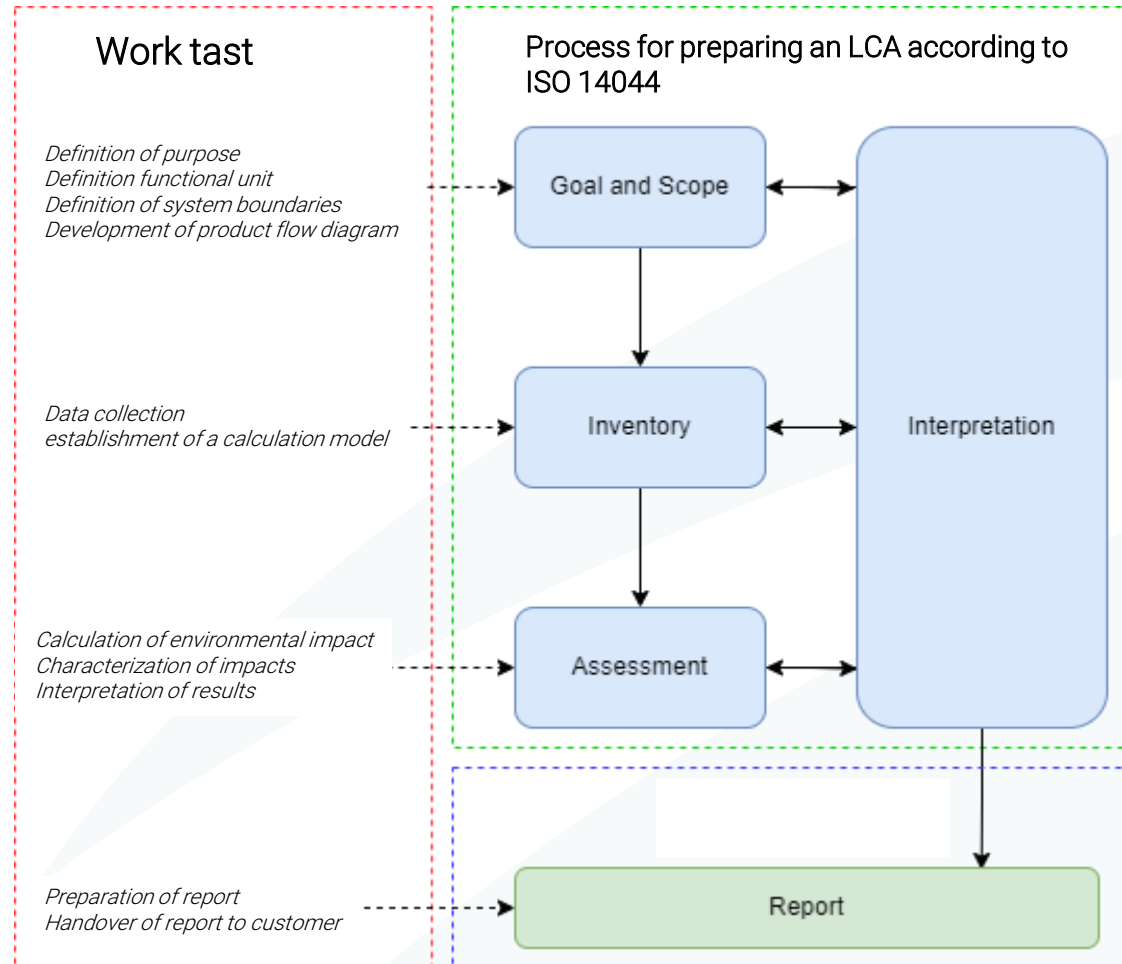 Work tast
Process for preparing an LCA according to
ISO 14044
Definition of purpose
Definition functional unit
Definition of system boundaries
Development of product flow diagram
Goal and Scope
Data collection
establishment of a calculation model
Inventory
Interpretation
Calculation of environmental impact
Characterization of impacts
Interpretation of results
Assessment
Preparation of report
Handover of report to customer
Report